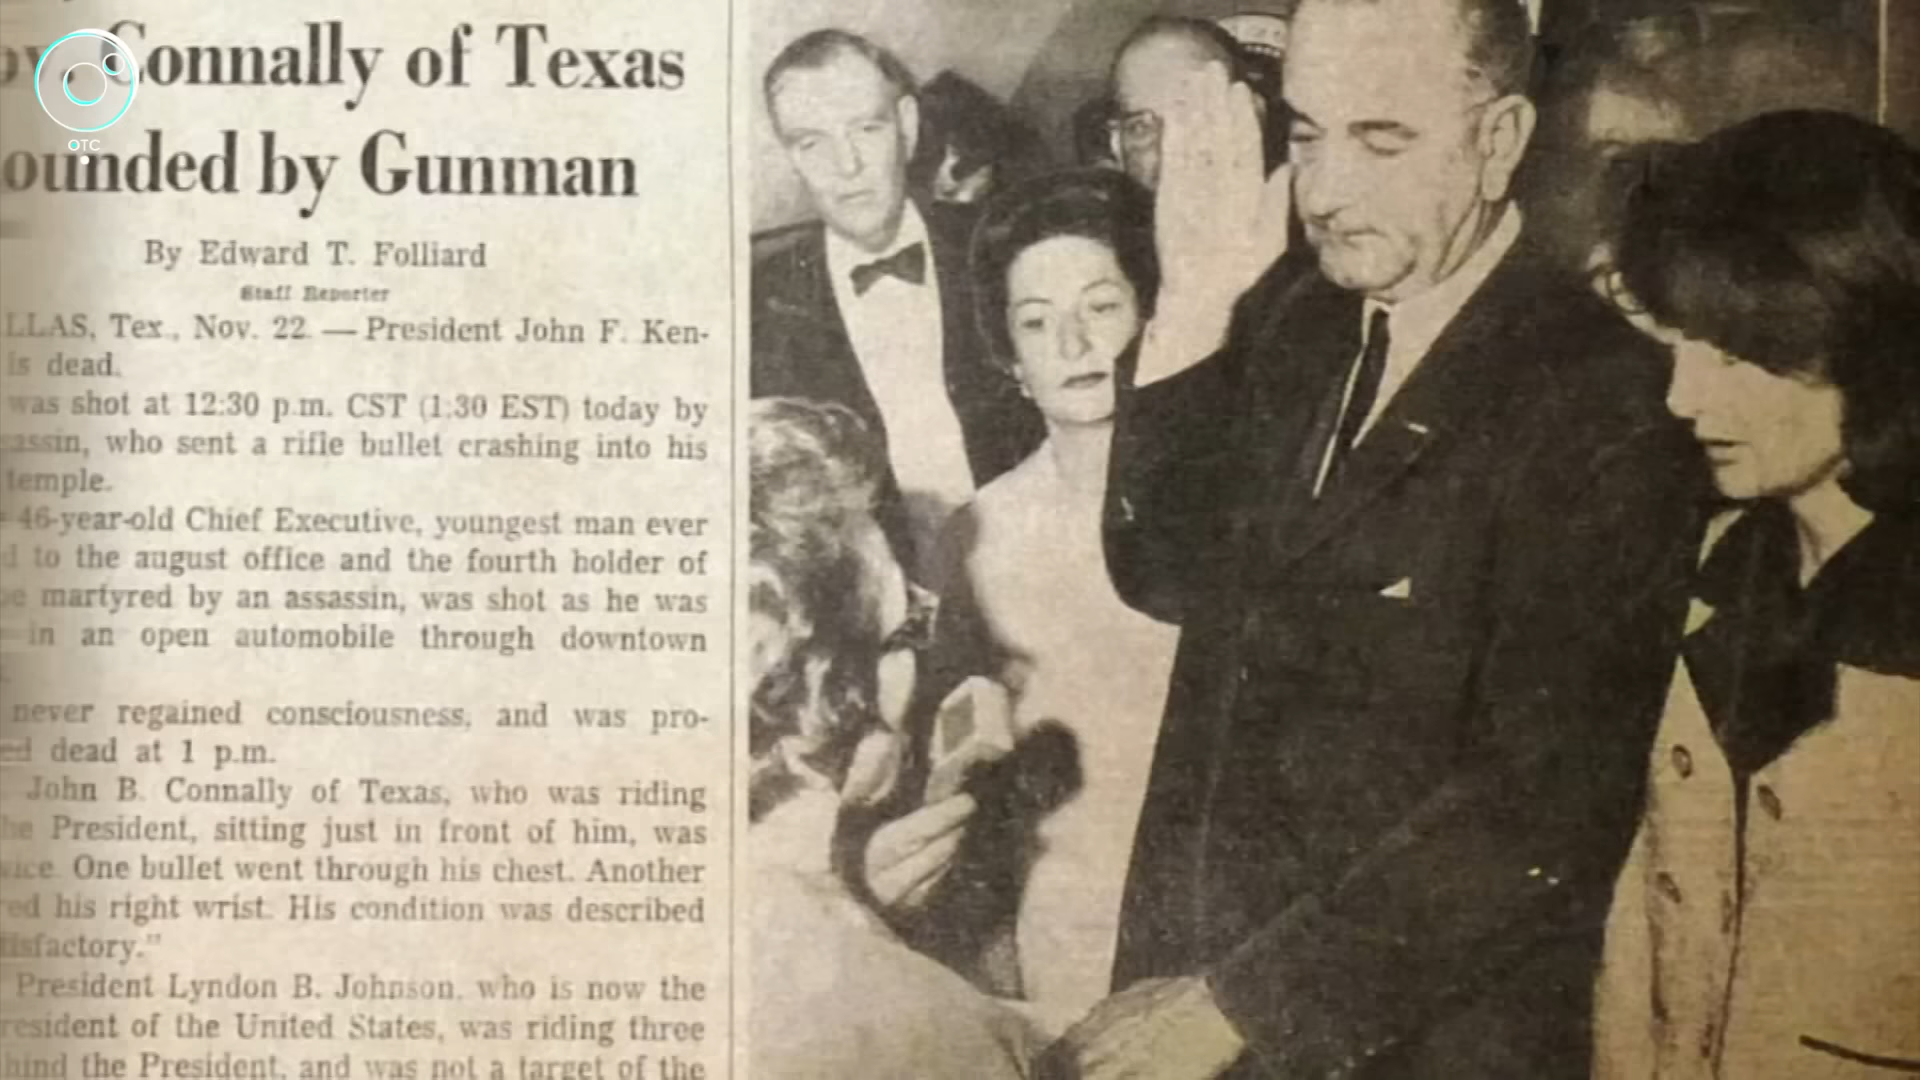 Connally of Texas
ounded by Gunman
By Edward T. Folliard
Staff Reporter
LLAS, Tex., Nov. 22 — President John F. Ken-
is dead.
was shot at 12:30 p.m. CST (1:30 EST) today by
assin, who sent a rifle bullet crashing into his
temple.
46-year-old Chief Executive, youngest man ever
d to the august office and the fourth holder of
e martyred by an assassin, was shot as he was
in an open automobile through downtown
never regained consciousness, and was pro-
ed dead at 1 p.m.
John B. Connally of Texas, who was riding
he President, sitting just in front of him, was
ice. One bullet went through his chest. Another
ed his right wrist. His condition was described
tisfactory."
President Lyndon B. Johnson, who is now the
resident of the United States, was riding three
hind the President, and was not a target of the
OTC